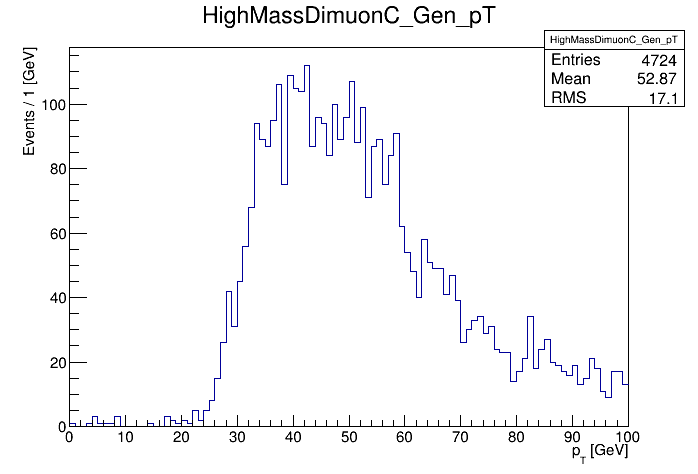 HighMassDimuonC_Gen_pT
HighMassDimuonC_Gen_pT
Entries 4724
Mean 52.87
RMS 17.1
Events / 1 [GeV]
100
80
60
40
20
0
0 10 20 30 40 50 60 70 80 90 100
p_T [GeV]